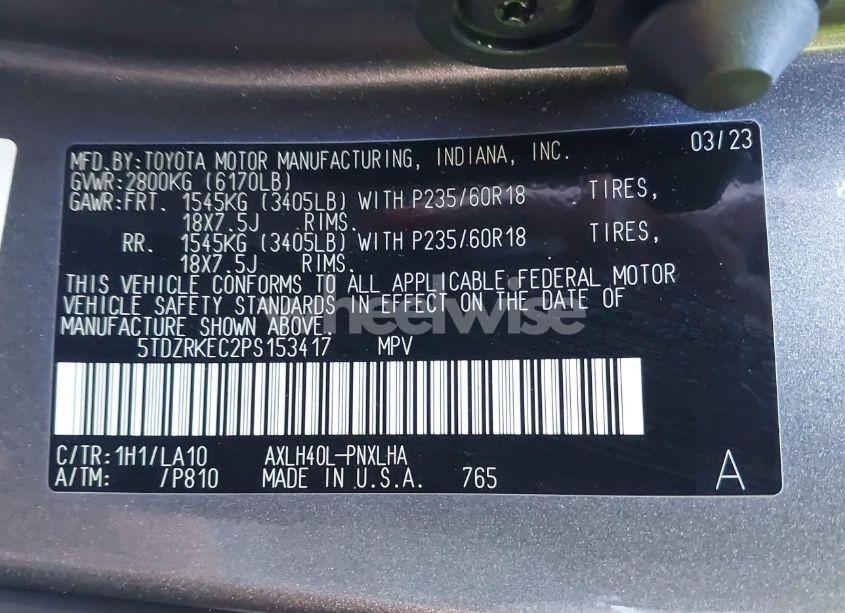 03/23
MFD.BY:TOYOTA MOTOR MANUFACTURING, INDIANA, INC.
GVWR:2800KG (6170LB)
GAWR:FRT. 1545KG (3405LB) WITH P235/60R18 TIRES,
18X7.5J RIMS.
RR. 1545KG (3405LB) WITH P235/60R18 TIRES,
18X7.5J RIMS.
THIS VEHICLE CONFORMS TO ALL APPLICABLE FEDERAL MOTOR
VEHICLE SAFETY STANDARDS IN EFFECT ON THE DATE OF
MANUFACTURE SHOWN ABOVE.
5TDZRKEC2PS153417 MPV
C/TR:1H1/LA10 AXLH40L-PNXLHA
A/TM: /P810 MADE IN U.S.A. 765 A